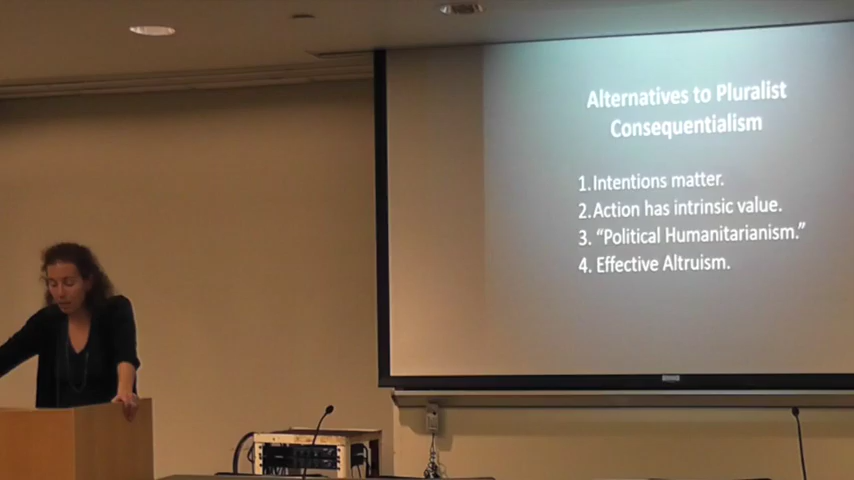 Alternatives to Pluralist
Consequentialism
1. Intentions matter.
2. Action has intrinsic value.
3. “Political Humanitarianism.”
4. Effective Altruism.